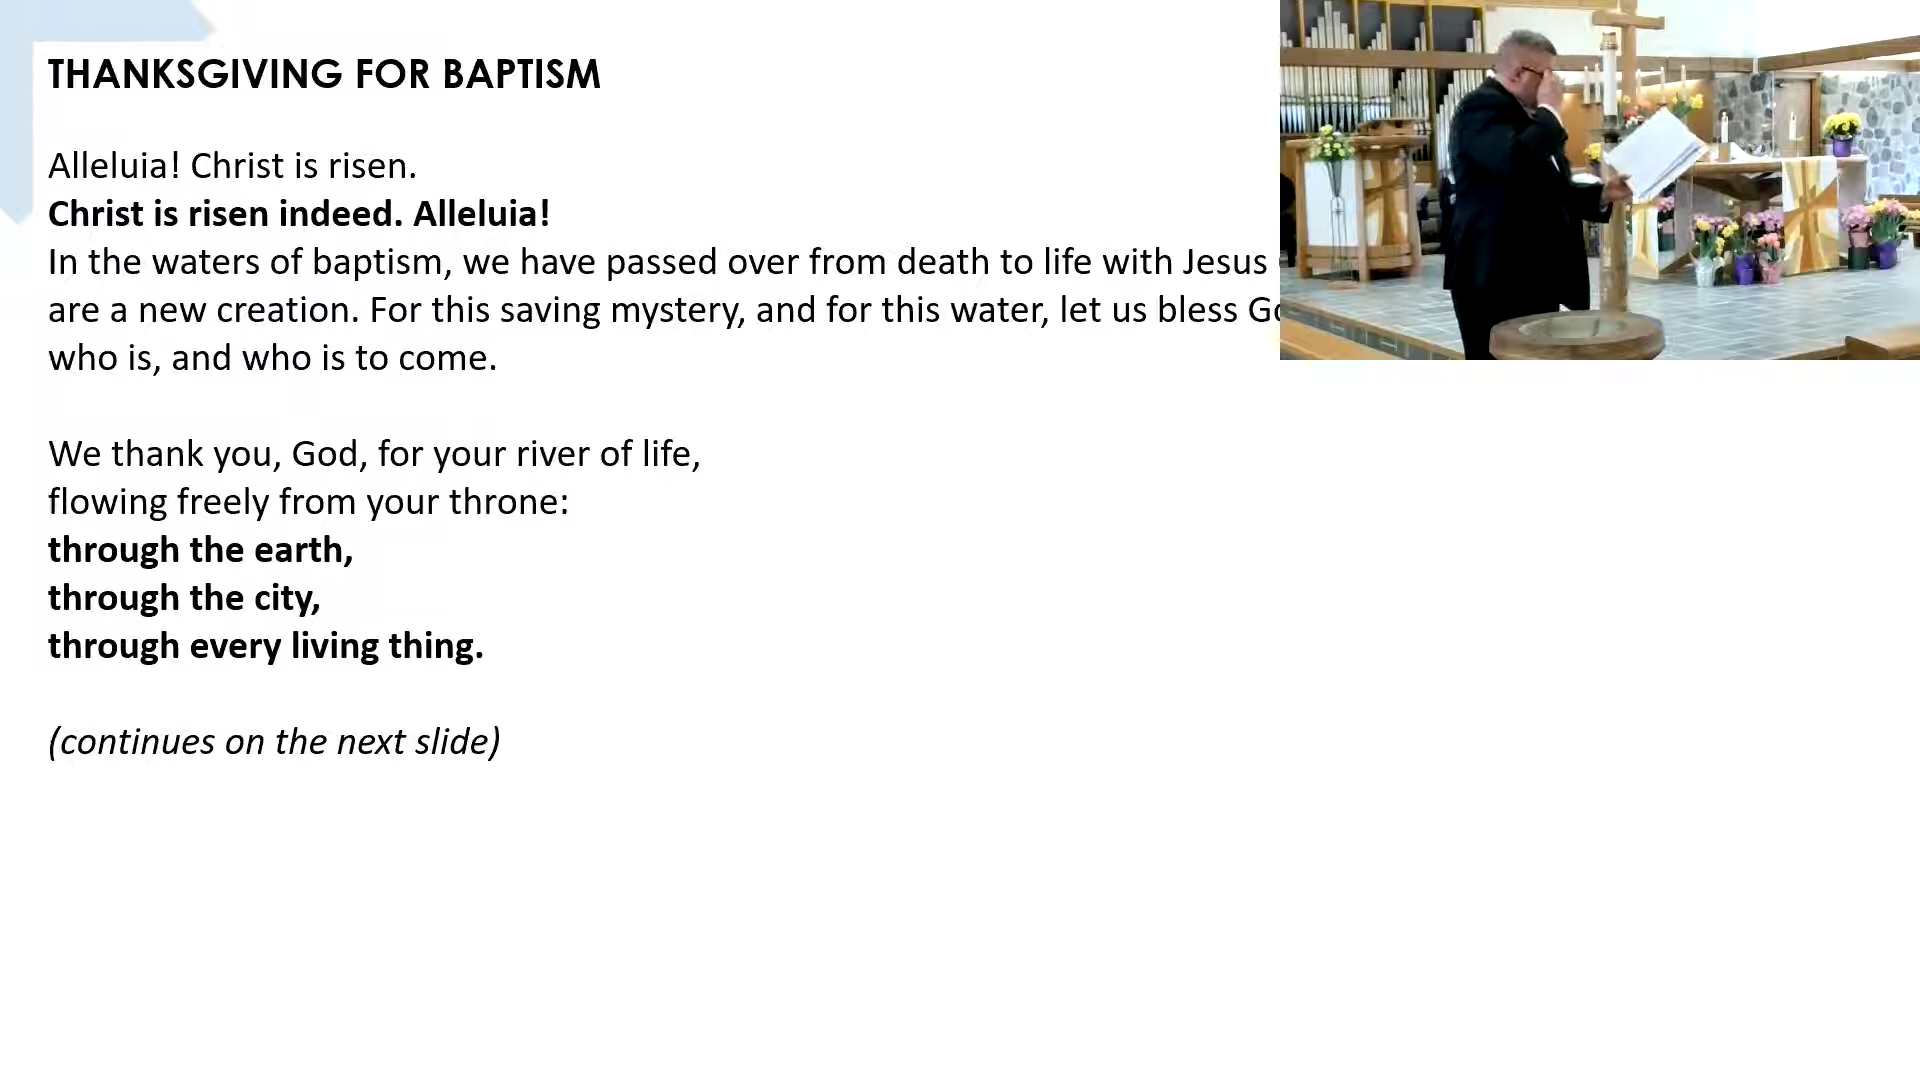 THANKSGIVING FOR BAPTISM
Alleluia! Christ is risen.
Christ is risen indeed. Alleluia!
In the waters of baptism, we have passed over from death to life with Jesus
are a new creation. For this saving mystery, and for this water, let us bless
who is, and who is to come.
We thank you, God, for your river of life,
flowing freely from your throne:
through the earth,
through the city,
through every living thing.
(continues on the next slide)